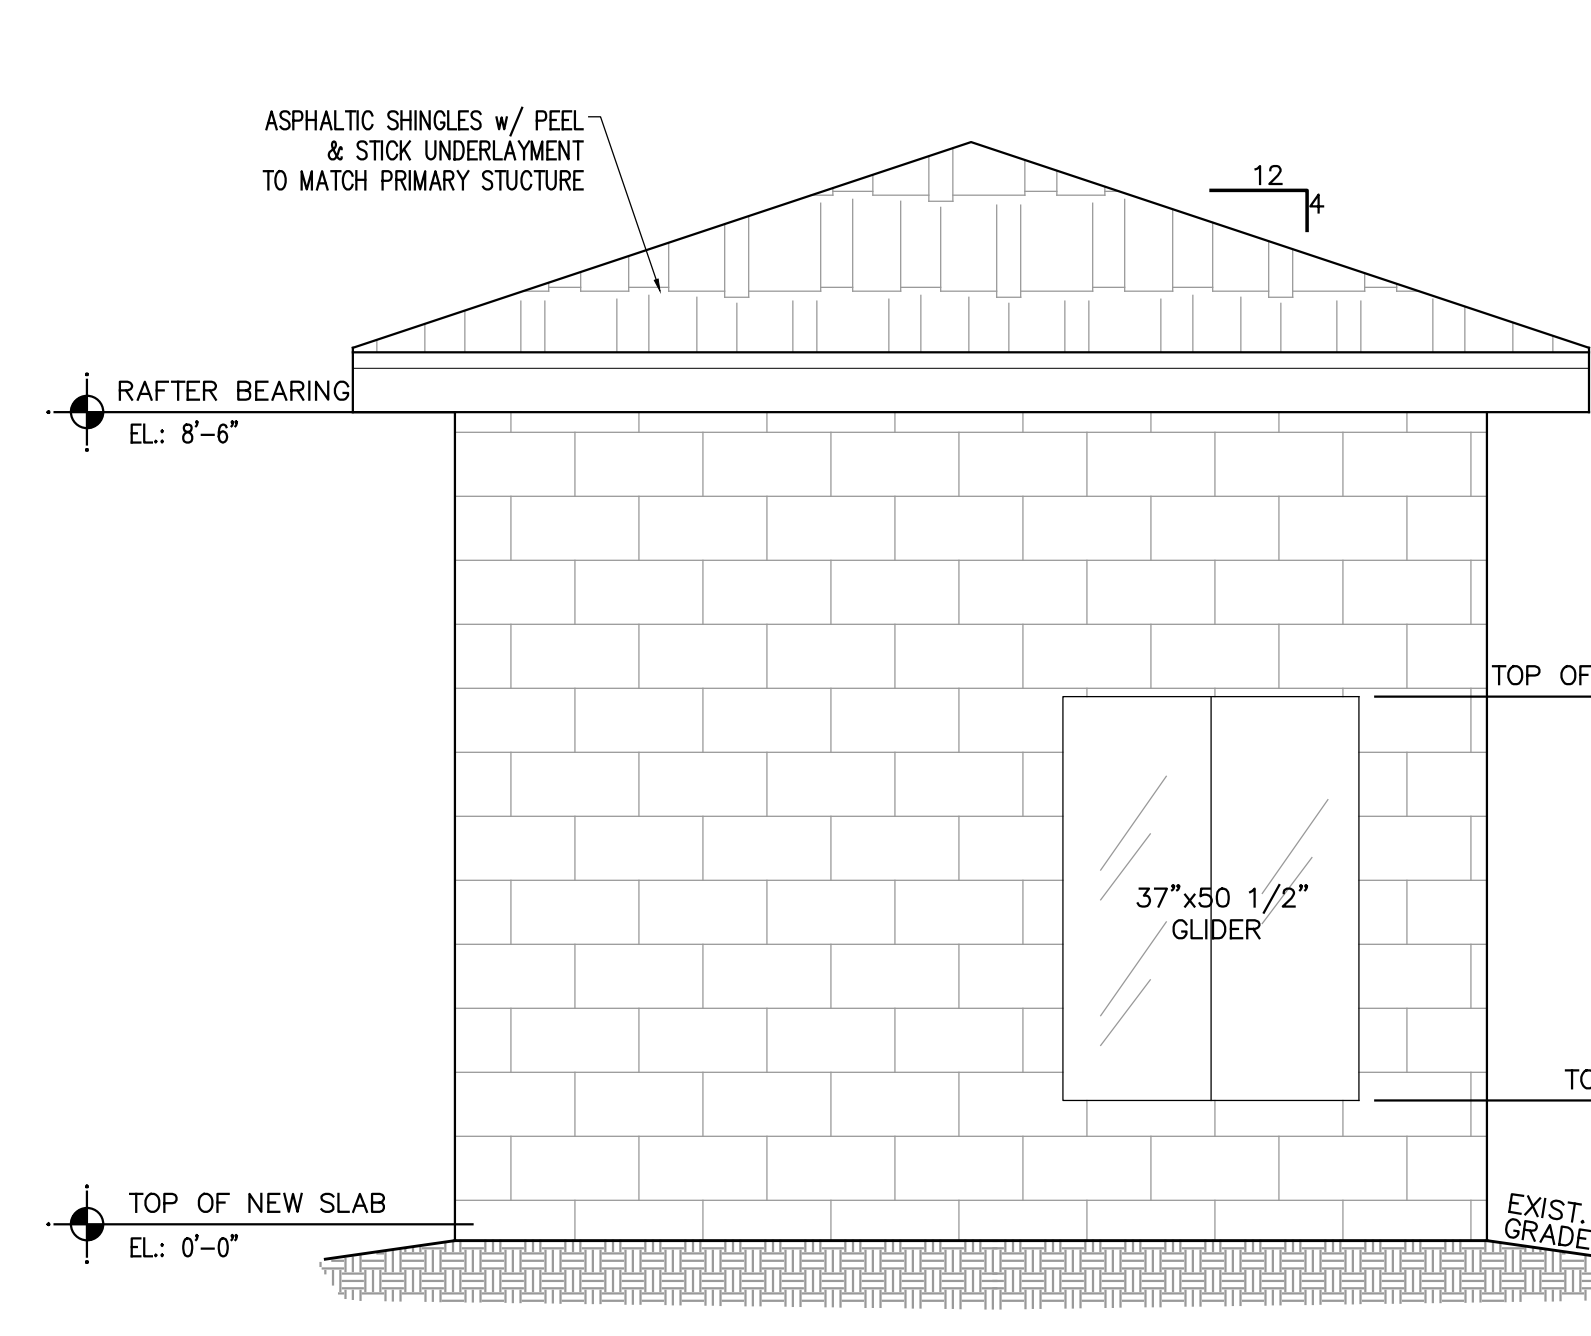 ASPHALTIC SHINGLES w/ PEEL
& STICK UNDERLAYMENT
TO MATCH PRIMARY STUCTURE
12
4
RAFTER BEARING
EL.: 8'-6"
TOP OF
37"x50 1/2"
GLIDER
TO
TOP OF NEW SLAB
EL.: 0'-0"
EXIST.
GRADE